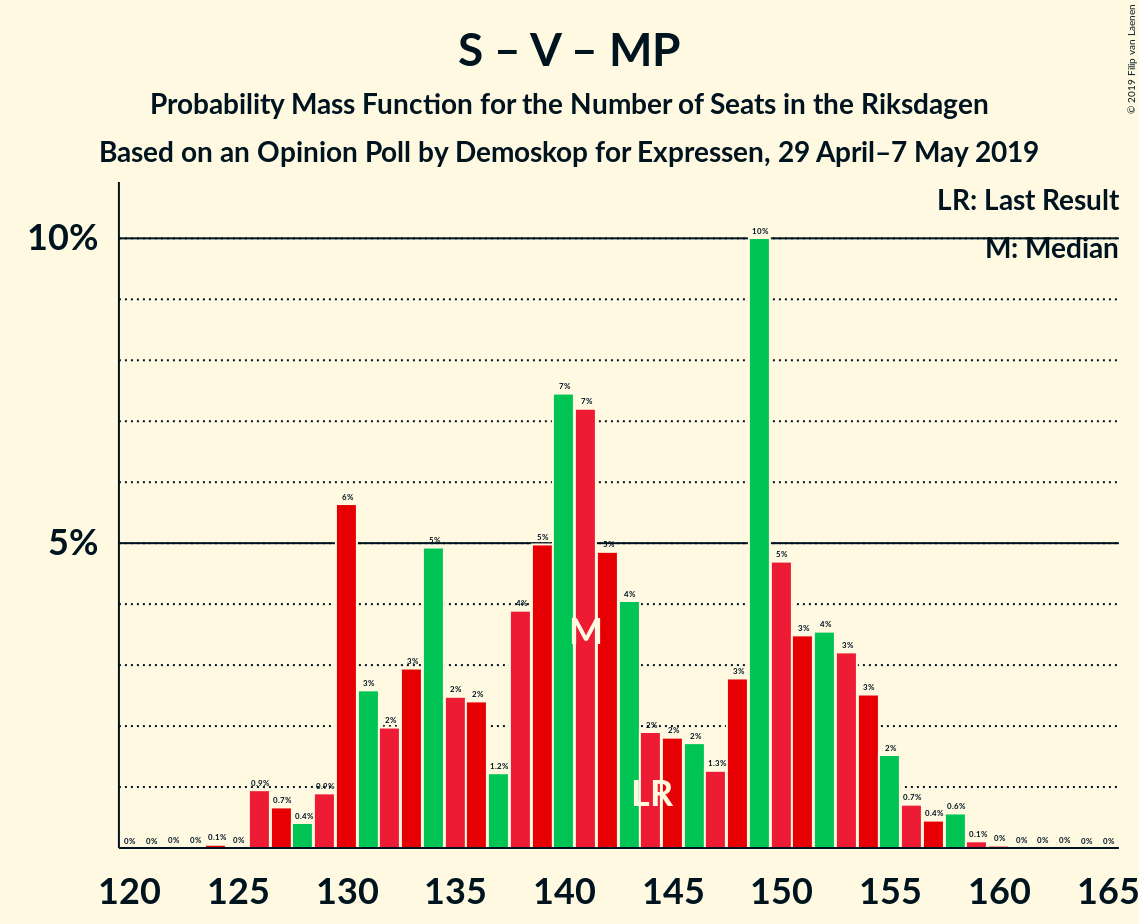 S – V – MP
Probability Mass Function for the Number of Seats in the Riksdagen
Based on an Opinion Poll by Demoskop for Expressen, 29 April–7 May 2019
© 2019 Filip van Laenen
LR: Last Result
M: Median
10%
5%
0% 0% 0% 0% 0.1% 0% 0.9% 0.7% 0.4% 0.9% 6% 3% 2% 3% 5% 2% 2% 1.2% 4% 5% 7% 7% 5% 4% 2% 2% 2% 1.3% 3% 10% 5% 3% 4% 3% 3% 2% 0.7% 0.4% 0.6% 0.1% 0% 0% 0% 0% 0% 0%
M
LR
120 125 130 135 140 145 150 155 160 165